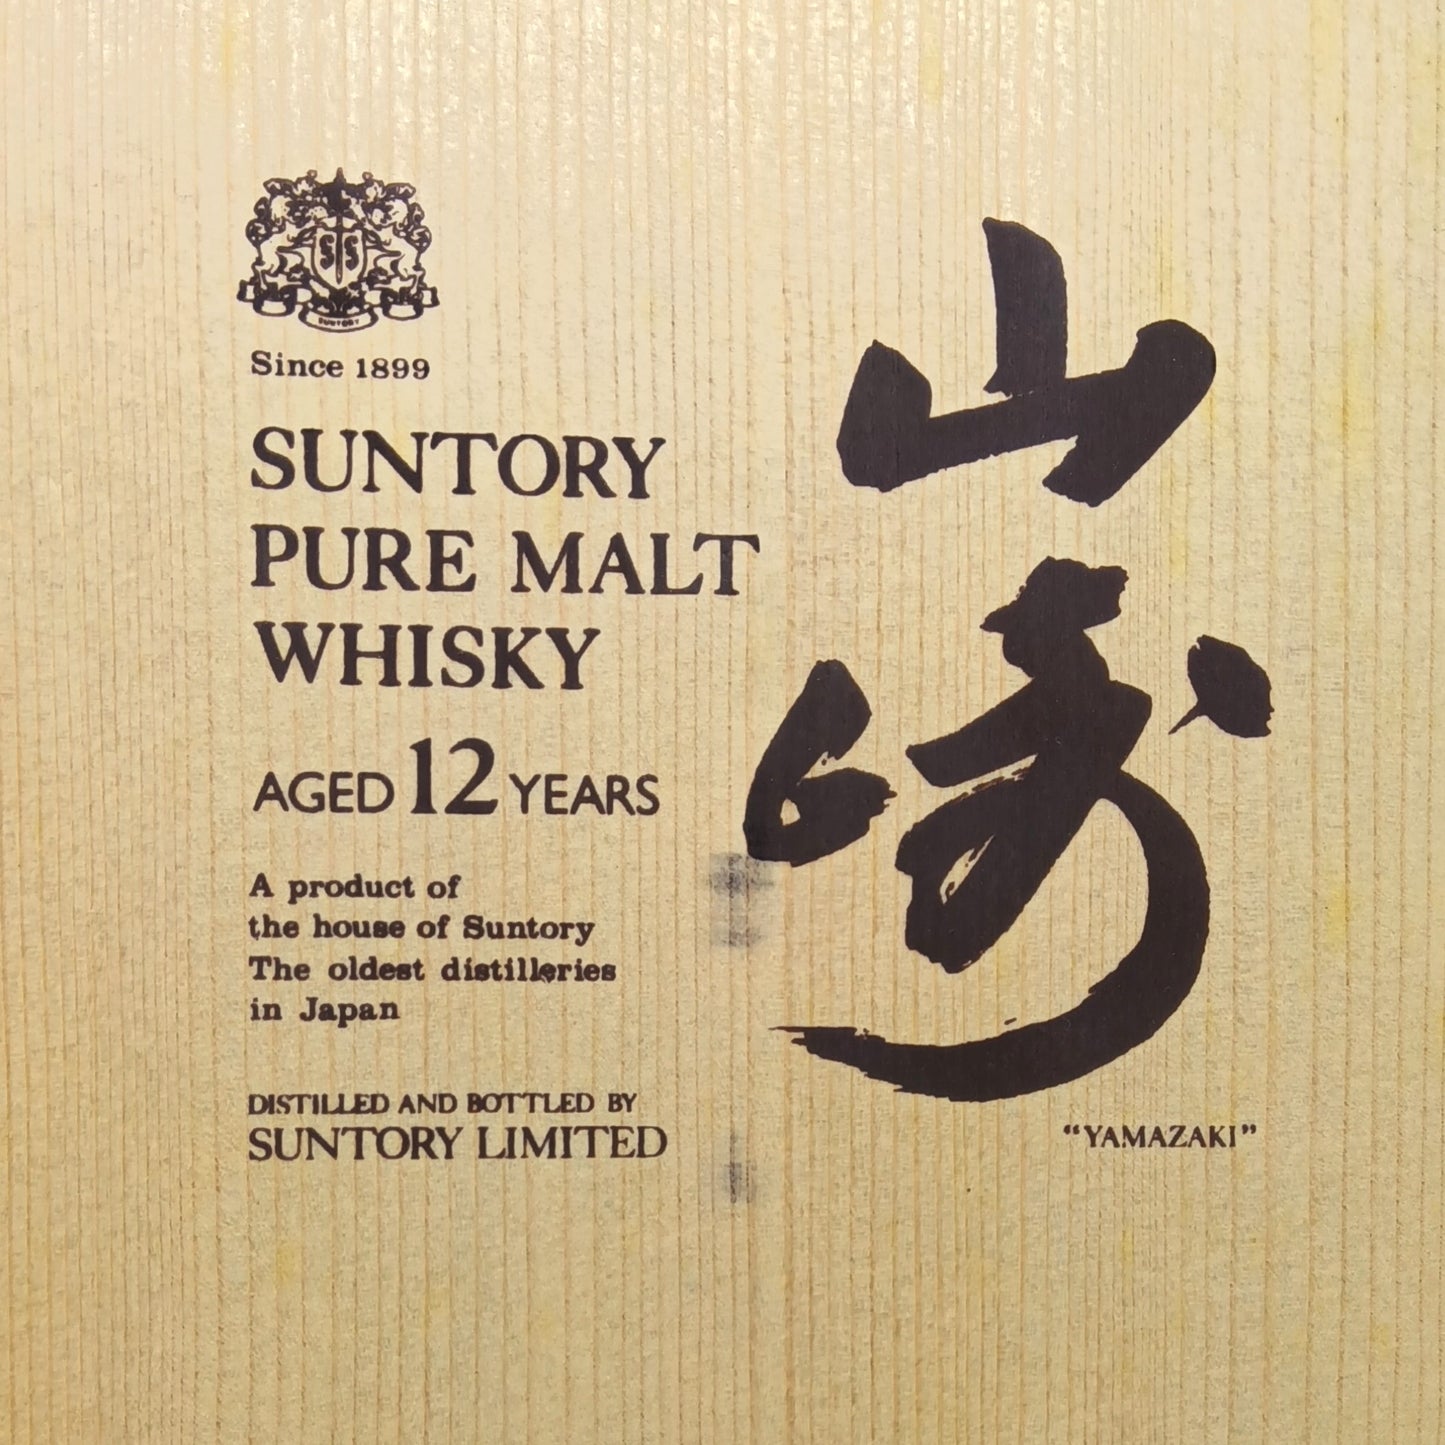 SUNTORY
Since 1899
SUNTORY
PURE MALT
WHISKY
AGED 12 YEARS
A product of
the house of Suntory
The oldest distilleries
in Japan
DISTILLED AND BOTTLED BY
SUNTORY LIMITED
山崎
"YAMAZAKI"